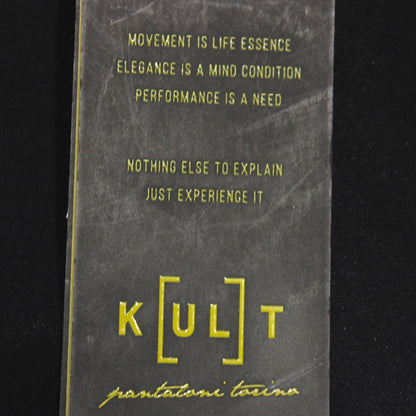 MOVEMENT IS LIFE ESSENCE
ELEGANCE IS A MIND CONDITION
PERFORMANCE IS A NEED
NOTHING ELSE TO EXPLAIN
JUST EXPERIENCE IT
K[UL]T
pantaloni torino